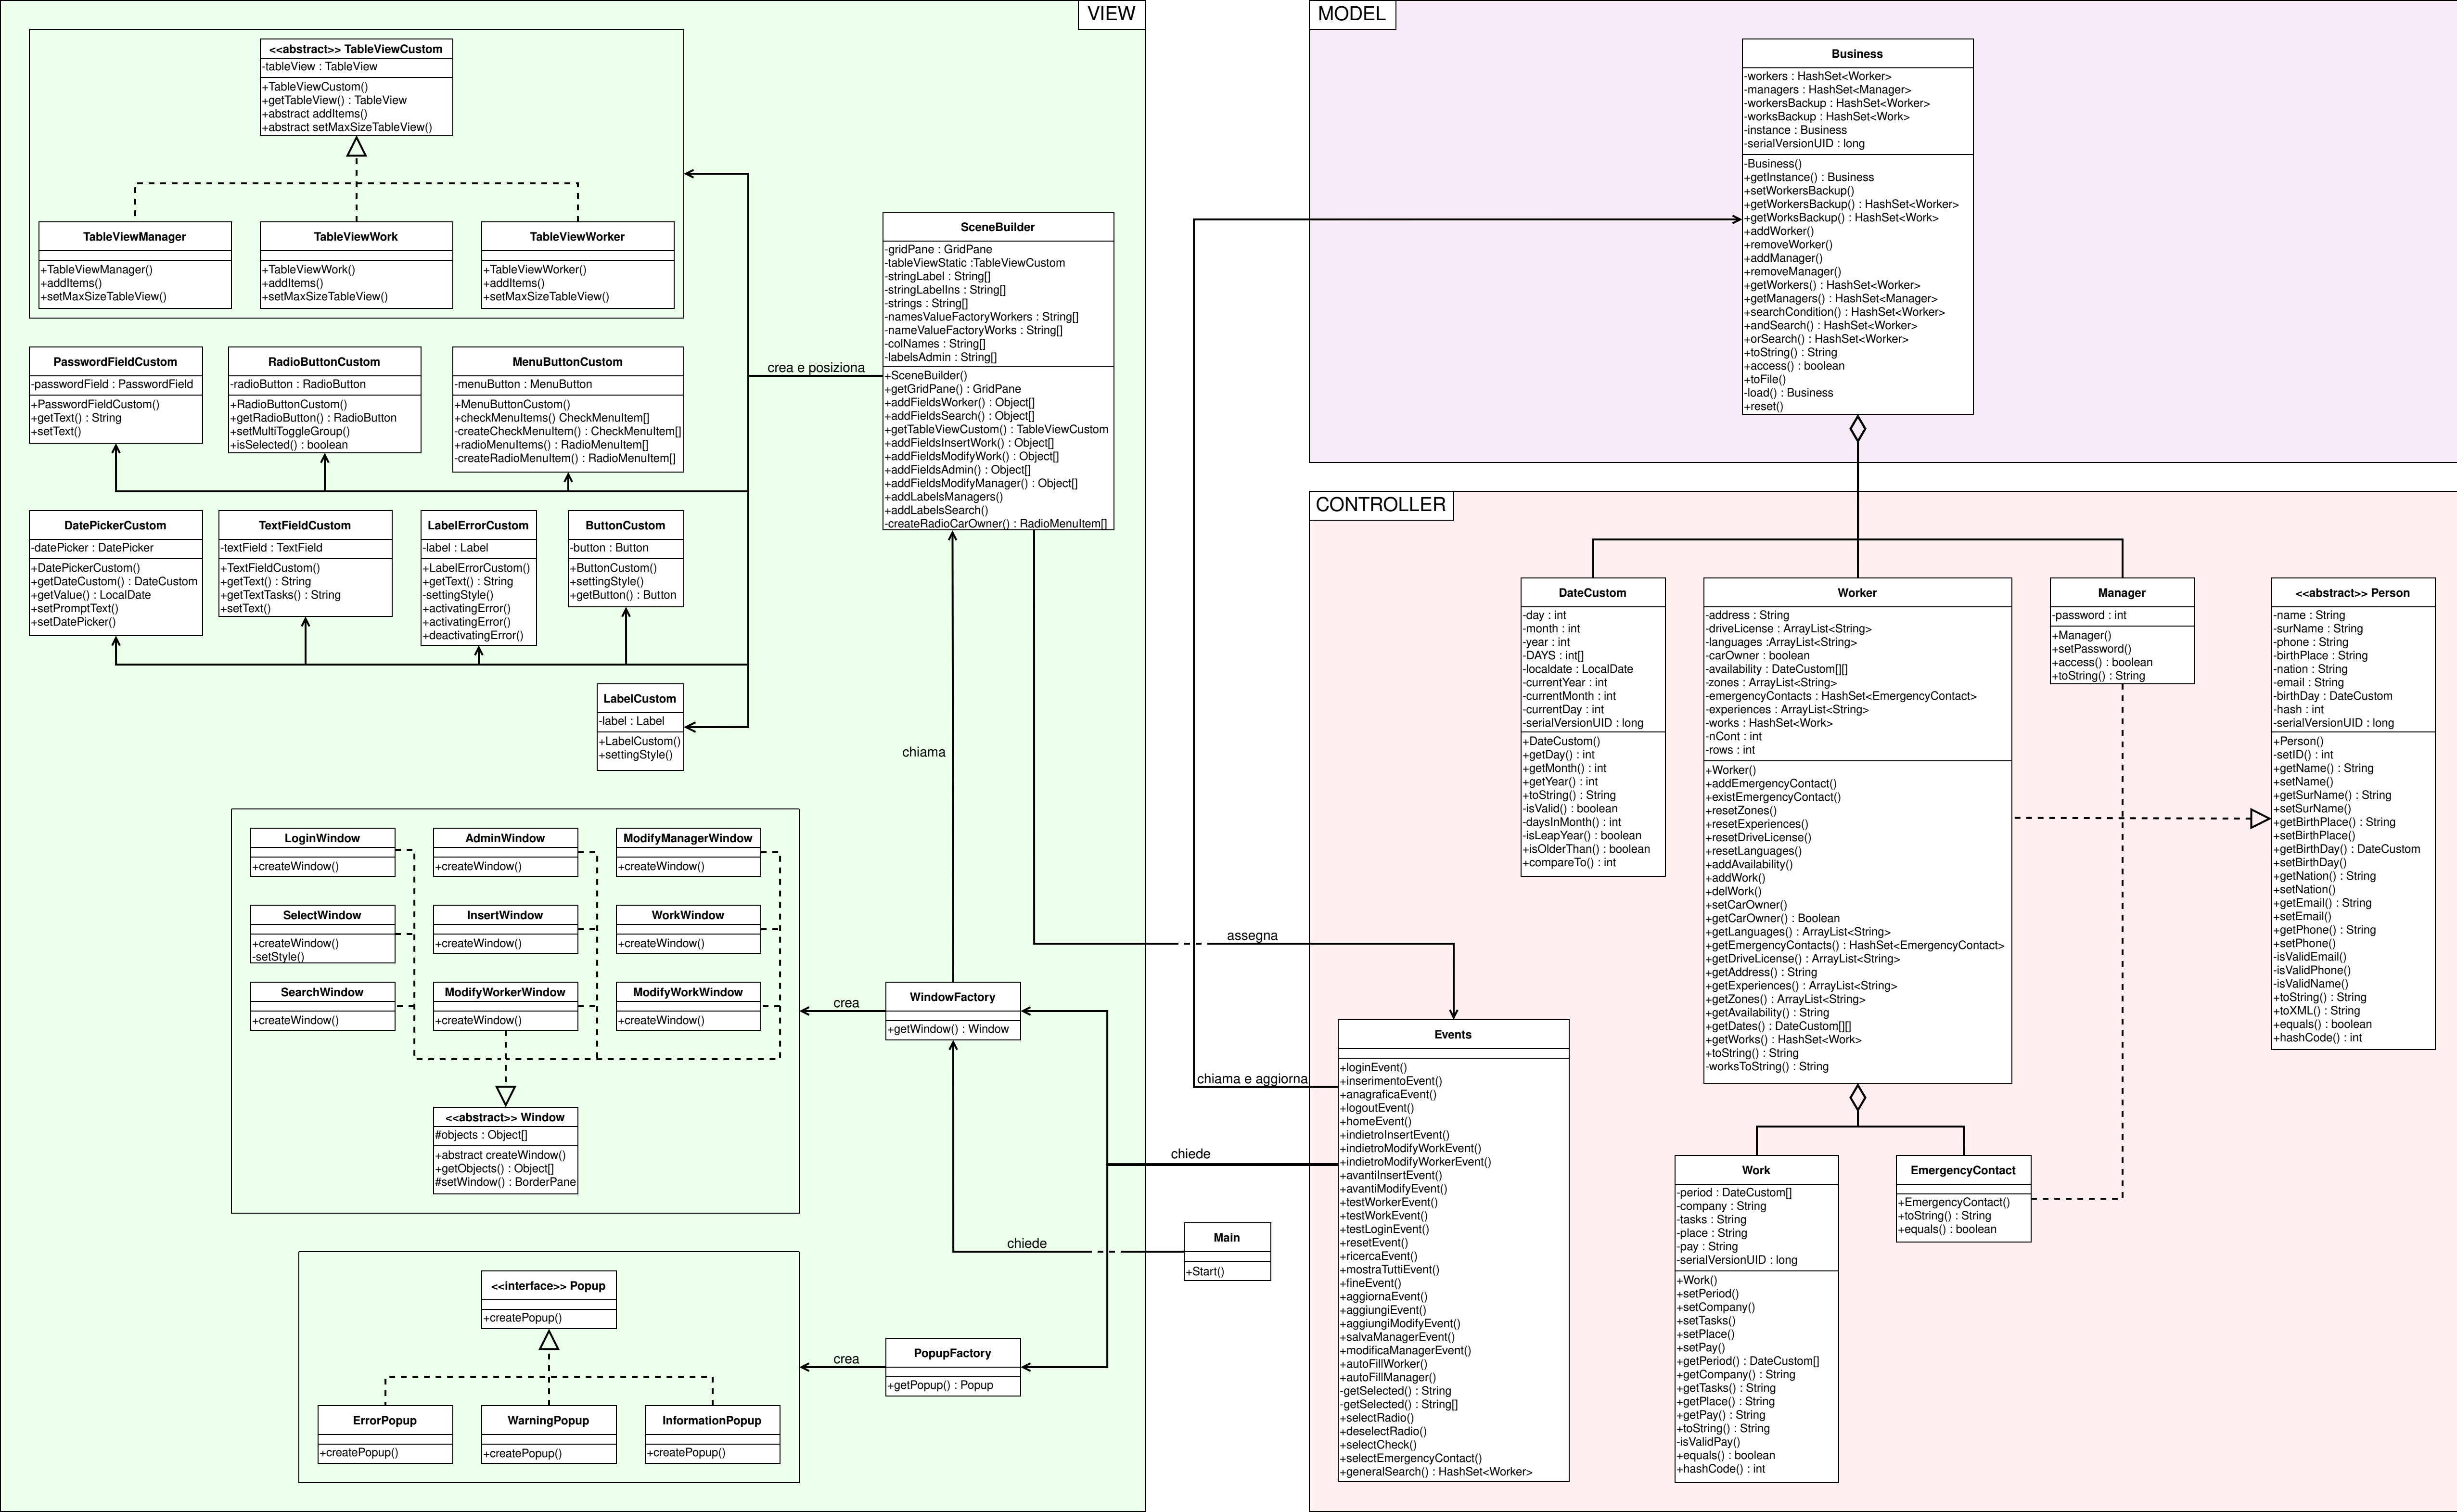 VIEW
<<abstract>> TableViewCustom
-tableView : TableView
+TableViewCustom()
+getTableView() : TableView
+abstract addItems()
+abstract setMaxSizeTableView()
TableViewManager
+TableViewManager()
+addItems()
+setMaxSizeTableView()
TableViewWork
+TableViewWork()
+addItems()
+setMaxSizeTableView()
TableViewWorker
+TableViewWorker()
+addItems()
+setMaxSizeTableView()
PasswordFieldCustom
-passwordField : PasswordField
+PasswordFieldCustom()
+getText() : String
+setText()
RadioButtonCustom
-radioButton : RadioButton
+RadioButtonCustom()
+getRadioButton() : RadioButton
+setMultiToggleGroup()
+isSelected() : boolean
MenuButtonCustom
-menuButton : MenuButton
+MenuButtonCustom()
+checkMenuItems() CheckMenuItem[]
-createCheckMenuItem() : CheckMenuItem[]
+radioMenuItems() : RadioMenuItem[]
-createRadioMenuItem() : RadioMenuItem[]
DatePickerCustom
-datePicker : DatePicker
+DatePickerCustom()
+getDateCustom() : DateCustom
+getValue() : LocalDate
+setPromptText()
+setDatePicker()
TextFieldCustom
-textField : TextField
+TextFieldCustom()
+getText() : String
+getTextTasks() : String
+setText()
LabelErrorCustom
-label : Label
+LabelErrorCustom()
+getText() : String
-settingStyle()
+activatingError()
+activatingError()
+deactivatingError()
ButtonCustom
-button : Button
+ButtonCustom()
+settingStyle()
+getButton() : Button
LabelCustom
-label : Label
+LabelCustom()
+settingStyle()
crea e posiziona
SceneBuilder
-gridPane : GridPane
-tableViewStatic :TableViewCustom
-stringLabel : String[]
-stringLabelIns : String[]
-strings : String[]
-namesValueFactoryWorkers : String[]
-nameValueFactoryWorks : String[]
-colNames : String[]
-labelsAdmin : String[]
+SceneBuilder()
+getGridPane() : GridPane
+addFieldsWorker() : Object[]
+addFieldsSearch() : Object[]
+getTableViewCustom() : TableViewCustom
+addFieldsInsertWork() : Object[]
+addFieldsModifyWork() : Object[]
+addFieldsAdmin() : Object[]
+addFieldsModifyManager() : Object[]
+addLabelsManagers()
+addLabelsSearch()
-createRadioCarOwner() : RadioMenuItem[]
chiama
LoginWindow
+createWindow()
AdminWindow
+createWindow()
ModifyManagerWindow
+createWindow()
SelectWindow
+createWindow()
-setStyle()
InsertWindow
+createWindow()
WorkWindow
+createWindow()
SearchWindow
+createWindow()
ModifyWorkerWindow
+createWindow()
ModifyWorkWindow
+createWindow()
<<abstract>> Window
#objects : Object[]
+abstract createWindow()
+getObjects() : Object[]
#setWindow() : BorderPane
crea
WindowFactory
+getWindow() : Window
<<interface>> Popup
+createPopup()
ErrorPopup
+createPopup()
WarningPopup
+createPopup()
InformationPopup
+createPopup()
crea
PopupFactory
+getPopup() : Popup
chiede
Main
+Start()
chiede
assegna
chiama e aggiorna
MODEL
Business
-workers : HashSet<Worker>
-managers : HashSet<Manager>
-workersBackup : HashSet<Worker>
-worksBackup : HashSet<Work>
-instance : Business
-serialVersionUID : long
-Business()
+getInstance() : Business
+setWorkersBackup()
+getWorkersBackup() : HashSet<Worker>
+getWorksBackup() : HashSet<Work>
+addWorker()
+removeWorker()
+addManager()
+removeManager()
+getWorkers() : HashSet<Worker>
+getManagers() : HashSet<Manager>
+searchCondition() : HashSet<Worker>
+andSearch() : HashSet<Worker>
+orSearch() : HashSet<Worker>
+toString() : String
+access() : boolean
+toFile()
-load() : Business
+reset()
CONTROLLER
DateCustom
-day : int
-month : int
-year : int
-DAYS : int[]
-localdate : LocalDate
-currentYear : int
-currentMonth : int
-currentDay : int
-serialVersionUID : long
+DateCustom()
+getDay() : int
+getMonth() : int
+getYear() : int
+toString() : String
-isValid() : boolean
-daysInMonth() : int
-isLeapYear() : boolean
+isOlderThan() : boolean
+compareTo() : int
Worker
-address : String
-driveLicense : ArrayList<String>
-languages :ArrayList<String>
-carOwner : boolean
-availability : DateCustom[][]
-zones : ArrayList<String>
-emergencyContacts : HashSet<EmergencyContact>
-experiences : ArrayList<String>
-works : HashSet<Work>
-nCont : int
-rows : int
+Worker()
+addEmergencyContact()
+existEmergencyContact()
+resetZones()
+resetExperiences()
+resetDriveLicense()
+resetLanguages()
+addAvailability()
+addWork()
+delWork()
+setCarOwner()
+getCarOwner() : Boolean
+getLanguages() : ArrayList<String>
+getEmergencyContacts() : HashSet<EmergencyContact>
+getDriveLicense() : ArrayList<String>
+getAddress() : String
+getExperiences() : ArrayList<String>
+getZones() : ArrayList<String>
+getAvailability() : String
+getDates() : DateCustom[][]
+getWorks() : HashSet<Work>
+toString() : String
-worksToString() : String
Manager
-password : int
+Manager()
+setPassword()
+access() : boolean
+toString() : String
<<abstract>> Person
-name : String
-surName : String
-phone : String
-birthPlace : String
-nation : String
-email : String
-birthDay : DateCustom
-hash : int
-serialVersionUID : long
+Person()
-setID() : int
+getName() : String
+setName()
+getSurName() : String
+setSurName()
+getBirthPlace() : String
+setBirthPlace()
+getBirthDay() : DateCustom
+setBirthDay()
+getNation() : String
+setNation()
+getEmail() : String
+setEmail()
+getPhone() : String
+setPhone()
-isValidEmail()
-isValidPhone()
-isValidName()
+toString() : String
+toXML() : String
+equals() : boolean
+hashCode() : int
Events
+loginEvent()
+inserimentoEvent()
+anagraficaEvent()
+logoutEvent()
+homeEvent()
+indietroInsertEvent()
+indietroModifyWorkEvent()
+indietroModifyWorkerEvent()
+avantiInsertEvent()
+avantiModifyEvent()
+testWorkerEvent()
+testWorkEvent()
+testLoginEvent()
+resetEvent()
+ricercaEvent()
+mostraTuttiEvent()
+fineEvent()
+aggiornaEvent()
+aggiungiEvent()
+aggiungiModifyEvent()
+salvaManagerEvent()
+modificaManagerEvent()
+autoFillWorker()
+autoFillManager()
-getSelected() : String
-getSelected() : String[]
+selectRadio()
+deselectRadio()
+selectCheck()
+selectEmergencyContact()
+generalSearch() : HashSet<Worker>
Work
-period : DateCustom[]
-company : String
-tasks : String
-place : String
-pay : String
-serialVersionUID : long
+Work()
+setPeriod()
+setCompany()
+setTasks()
+setPlace()
+setPay()
+getPeriod() : DateCustom[]
+getCompany() : String
+getTasks() : String
+getPlace() : String
+getPay() : String
+toString() : String
-isValidPay()
+equals() : boolean
+hashCode() : int
EmergencyContact
+EmergencyContact()
+toString() : String
+equals() : boolean